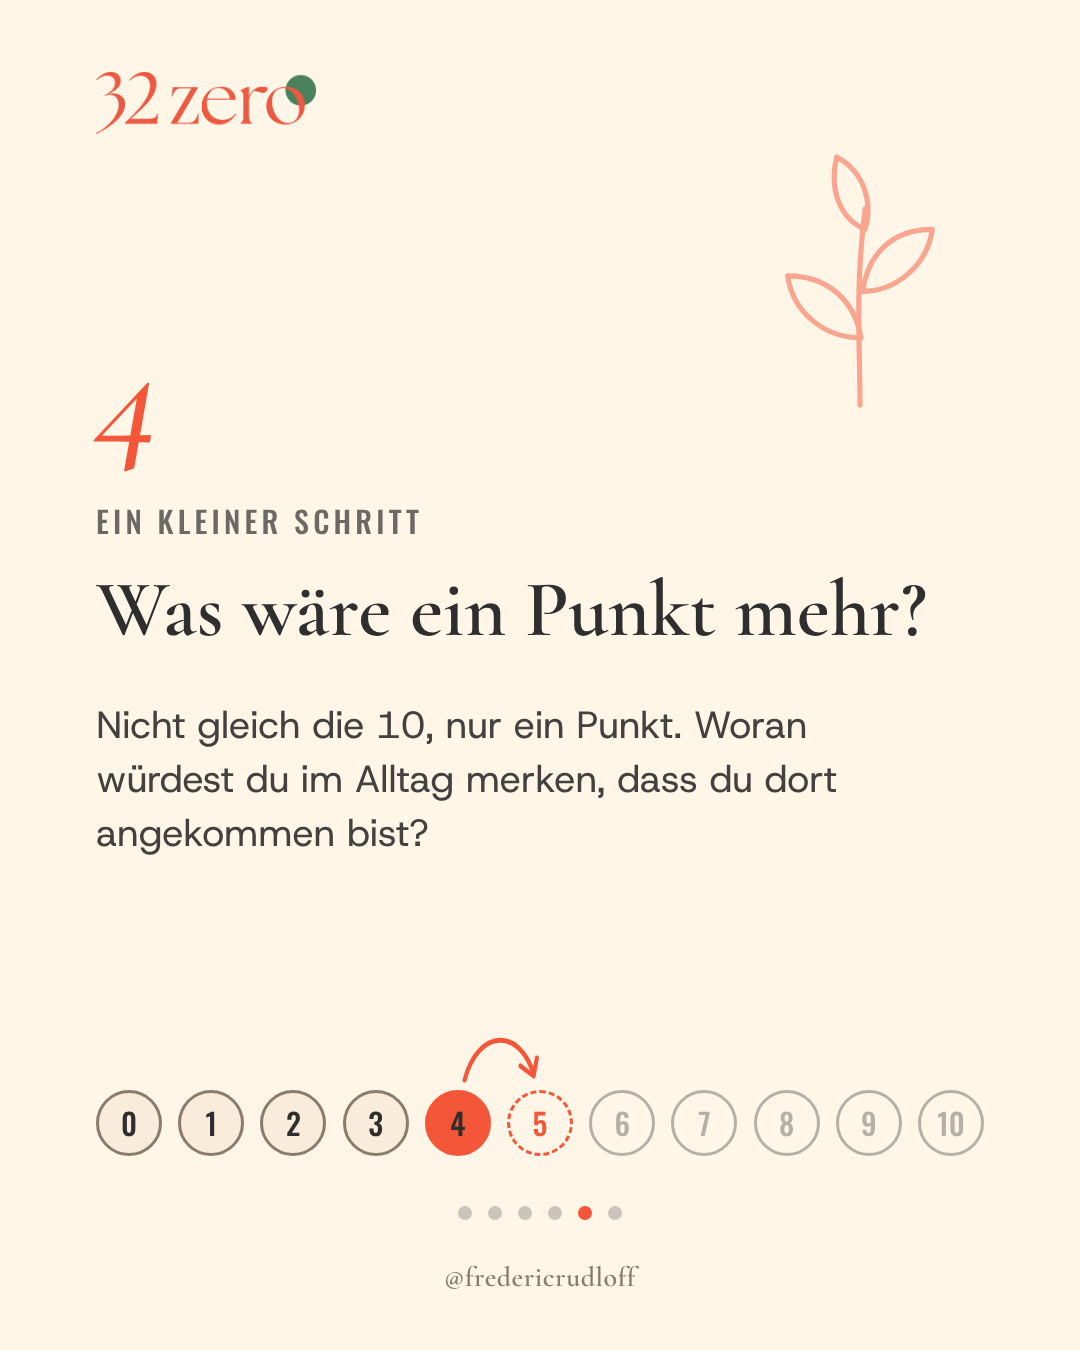 32 zero
4
EIN KLEINER SCHRITT
Was wäre ein Punkt mehr?
Nicht gleich die 10, nur ein Punkt. Woran
würdest du im Alltag merken, dass du dort
angekommen bist?
0 1 2 3 4 5 6 7 8 9 10
@fredericrudloff